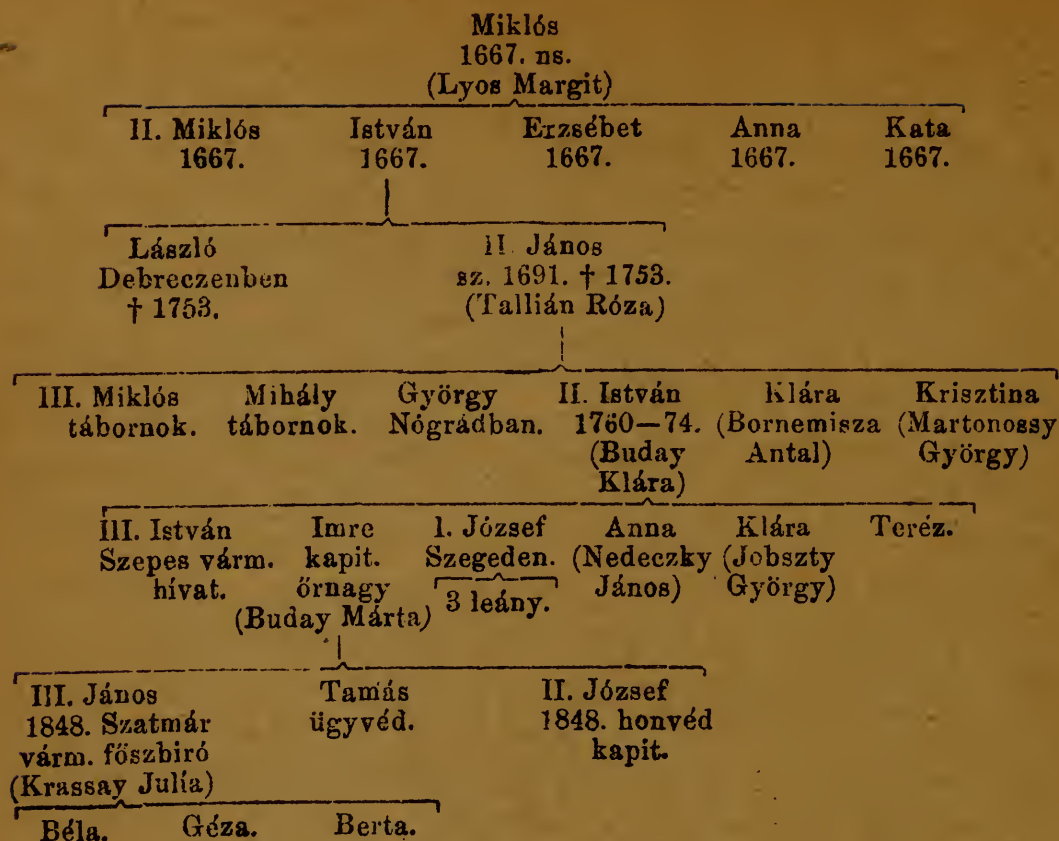 Miklós
1667. ns.
(Lyos Margit)
II. Miklós István Erzsébet Anna Kata
1667. 1667. 1667. 1667. 1667.
László II. János
Debreczenben sz. 1691. † 1753.
† 1753. (Tallián Róza)
III. Miklós Mihály György II. István Klára Krisztina
tábornok. tábornok. Nógrádban. 1760—74. (Bornemisza (Martonossy
(Buday Antal) György)
Klára)
III. István Imre I. József Anna Klára Teréz.
Szepes várm. kapit. Szegeden. (Nedeczky (Jobszty
hívat. őrnagy 3 leány. János) György)
(Buday Márta)
III. János Tamás II. József
1848. Szatmár ügyvéd. 1848. honvéd
várm. főszbiró kapit.
(Krassay Julía)
Béla. Géza. Berta.